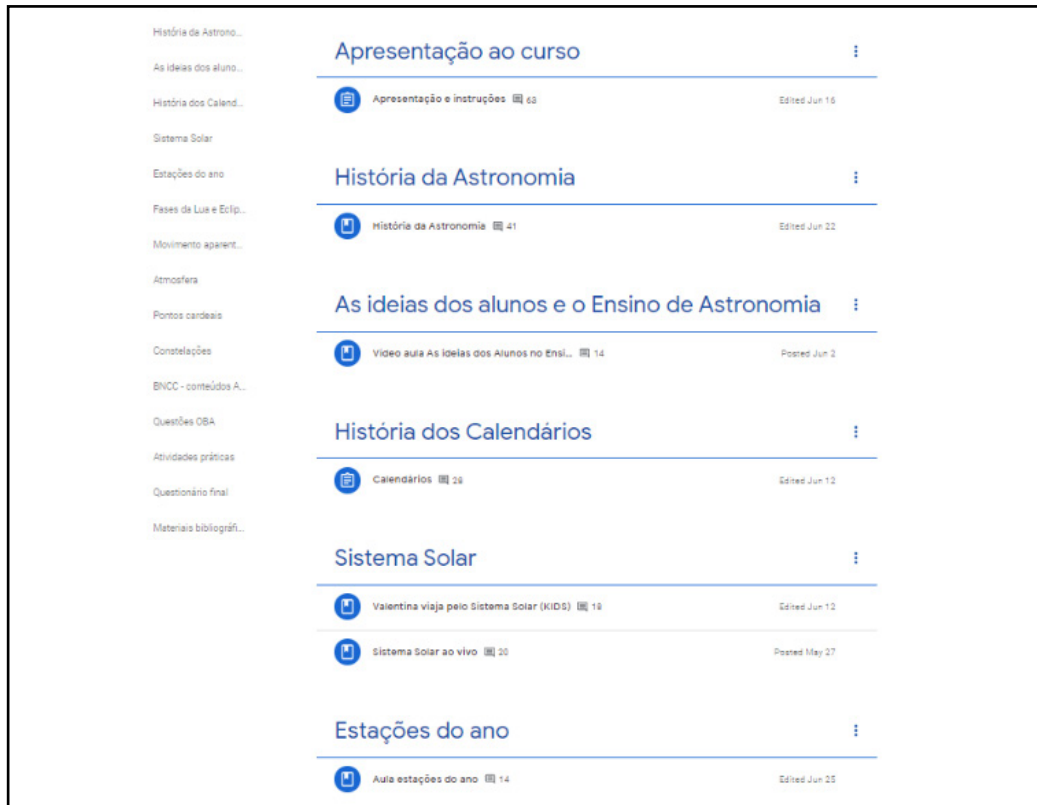 História da Astrono...
As ideias dos aluno...
História dos Calend...
Sistema Solar
Estações do ano
Fases da Lua e Eclip...
Movimento aparent...
Atmosfera
Pontos cardeais
Constelações
BNCC - conteúdos A...
Questões OBA
Atividades práticas
Questionário final
Materiais bibliográfi...
Apresentação ao curso
Apresentação e instruções 63 Edited Jun 16
História da Astronomia
História da Astronomia 41 Edited Jun 22
As ideias dos alunos e o Ensino de Astronomia
Vídeo aula As Ideias dos Alunos no Ensi... 14 Posted Jun 2
História dos Calendários
Calendários 28 Edited Jun 12
Sistema Solar
Valentina viaja pelo Sistema Solar (KIDS) 18 Edited Jun 12
Sistema Solar ao vivo 20 Posted May 27
Estações do ano
Aula estações do ano 14 Edited Jun 25